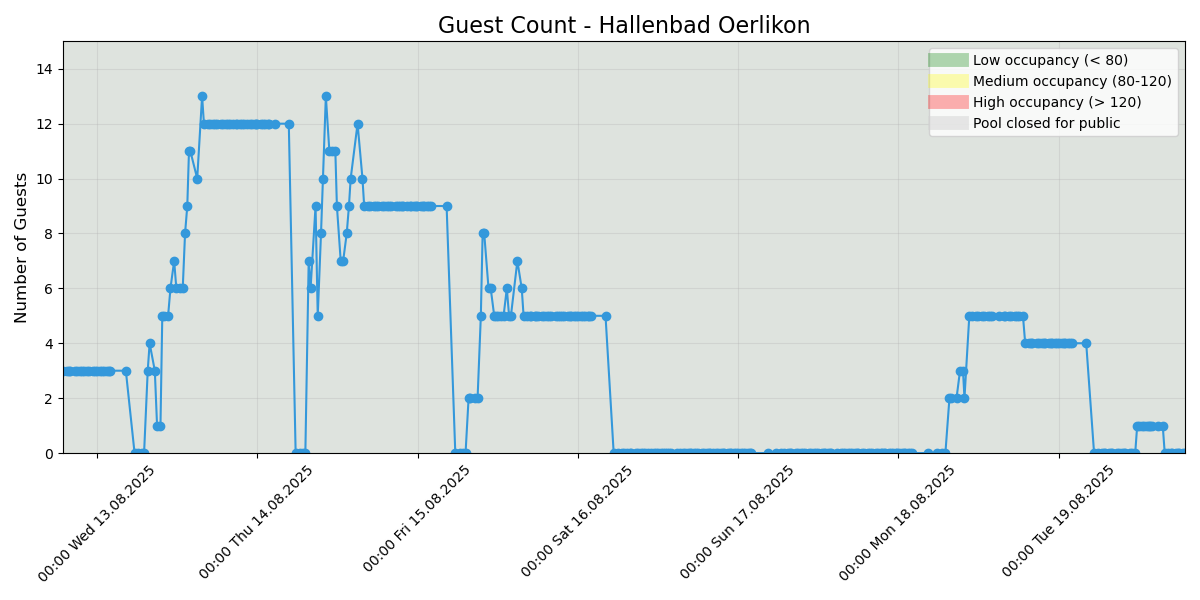 Guest Count - Hallenbad Oerlikon
Low occupancy (< 80)
Medium occupancy (80-120)
High occupancy (> 120)
Pool closed for public
Number of Guests
14
12
10
8
6
4
2
0
00:00 Wed 13.08.2025
00:00 Thu 14.08.2025
00:00 Fri 15.08.2025
00:00 Sat 16.08.2025
00:00 Sun 17.08.2025
00:00 Mon 18.08.2025
00:00 Tue 19.08.2025